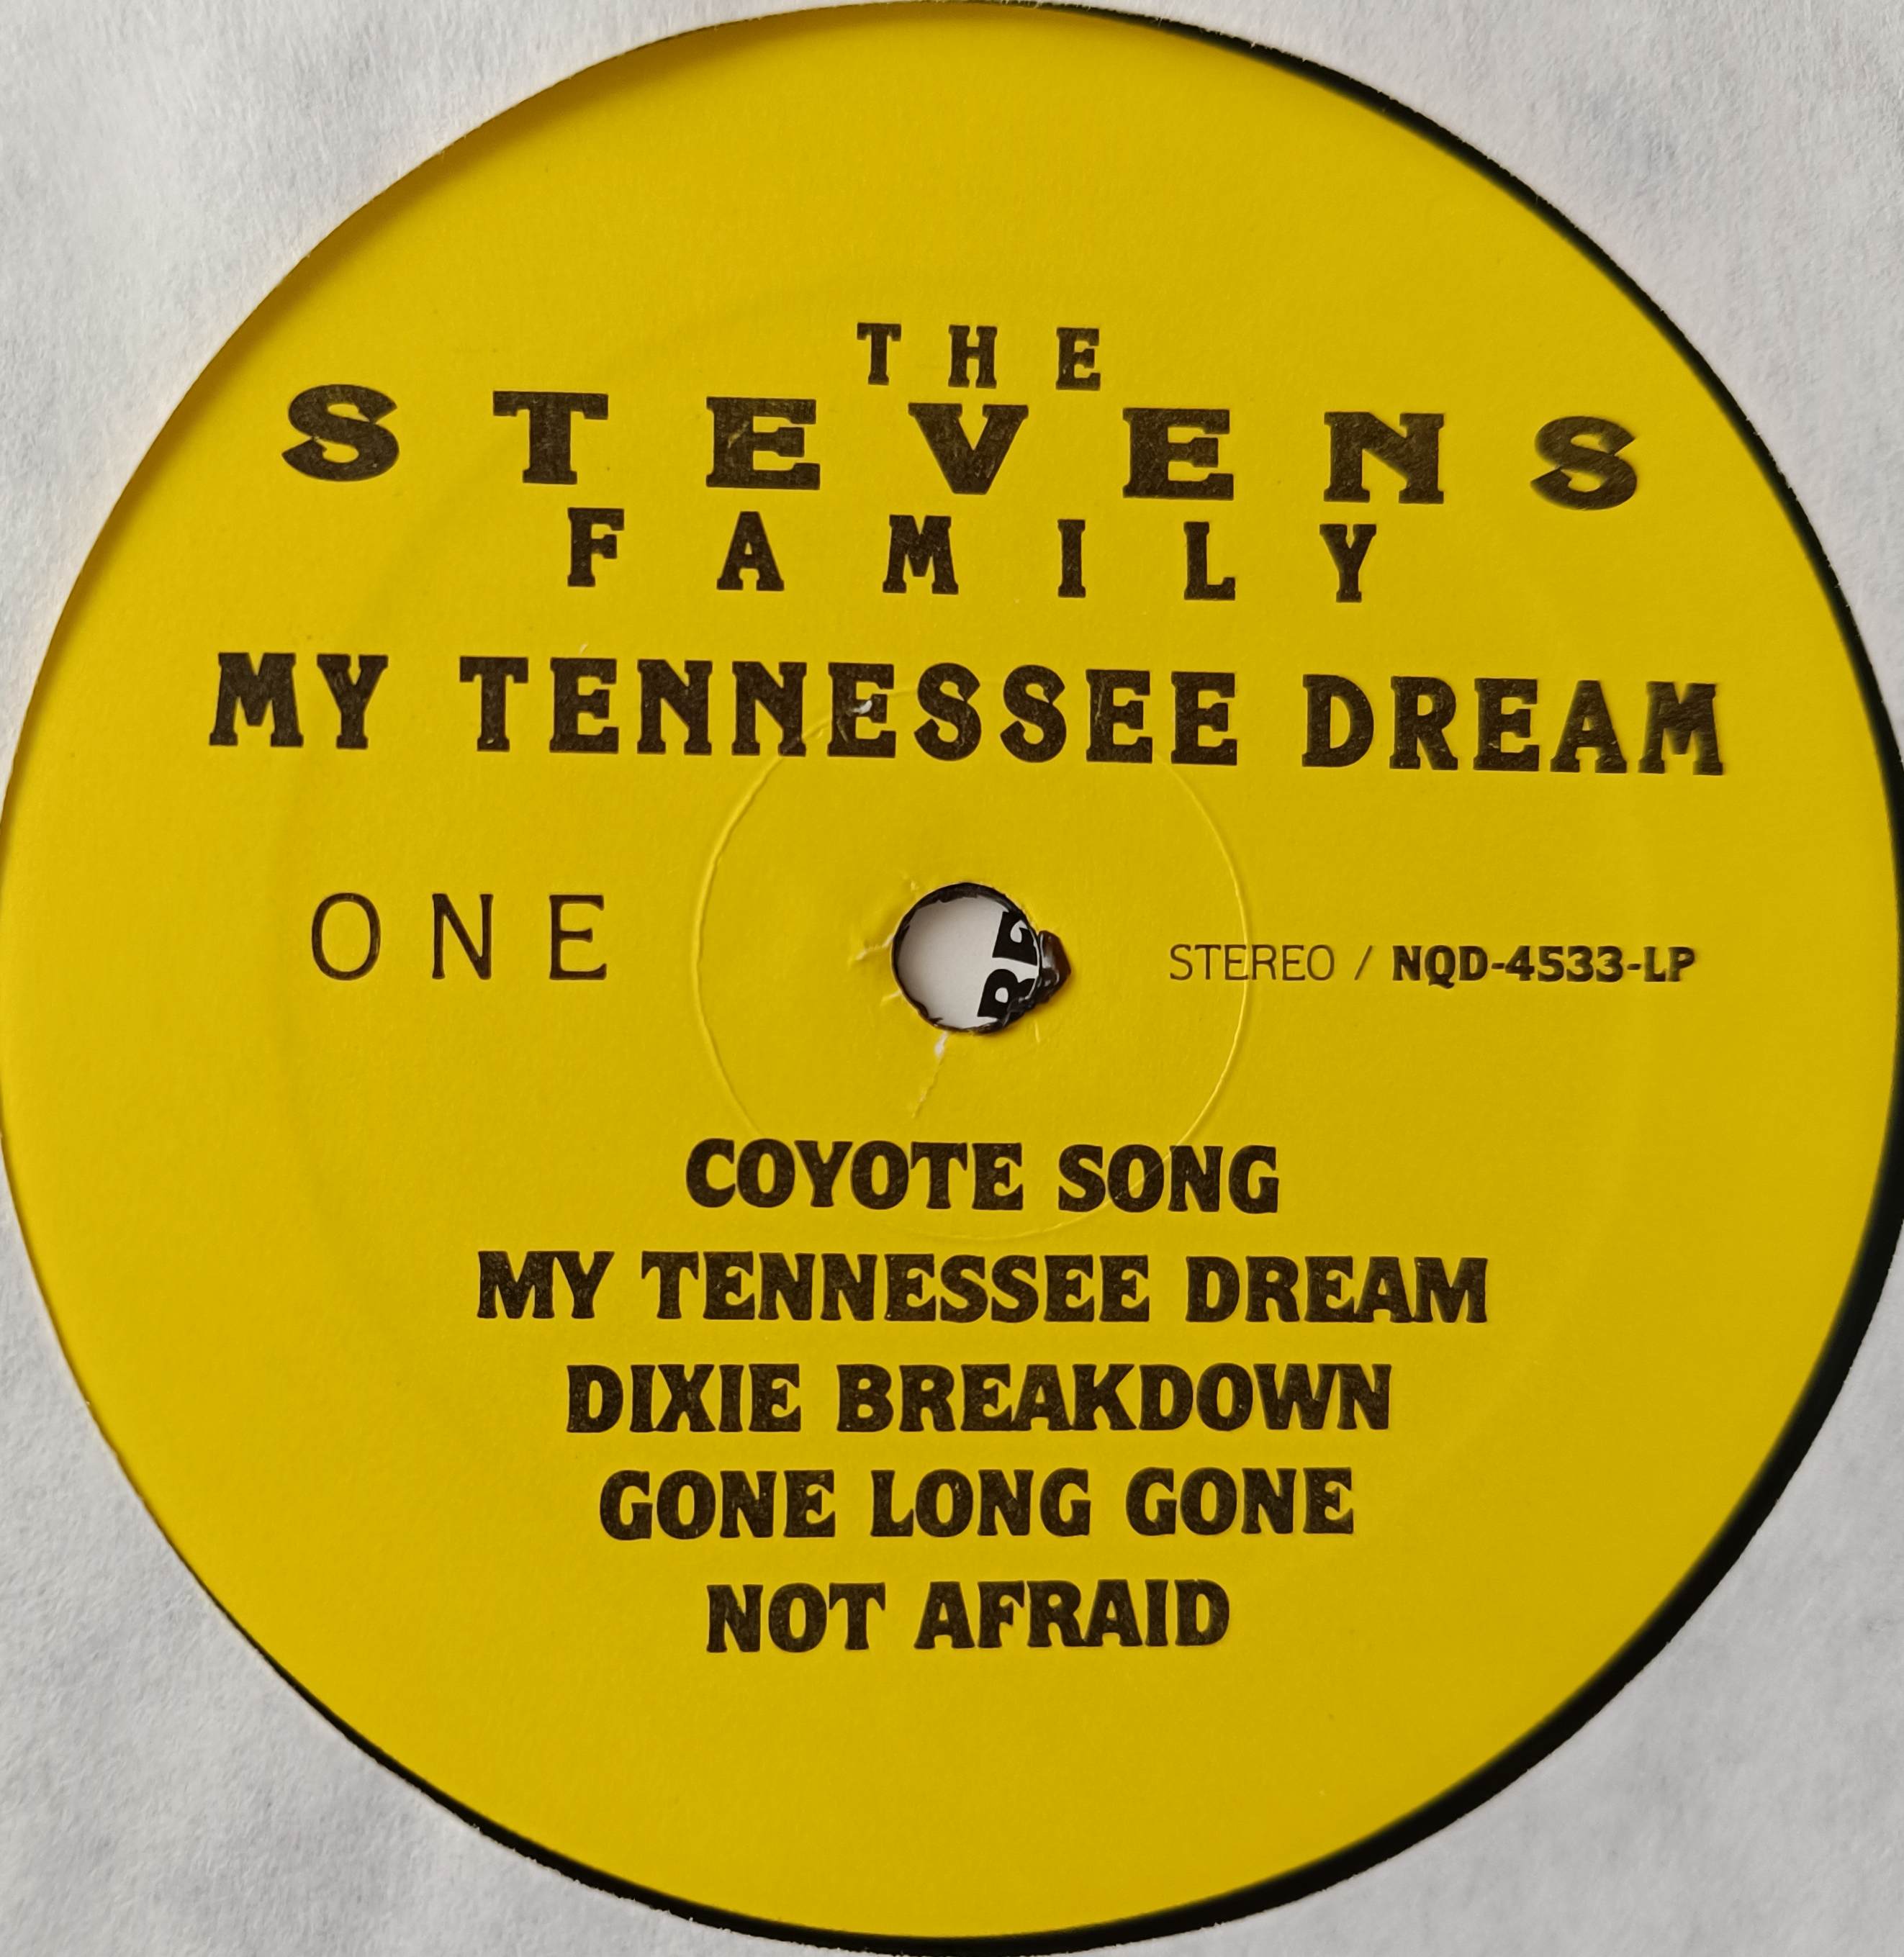 THE
STEVENS
FAMILY
MY TENNESSEE DREAM
ONE
STEREO / NQD-4533-LP
COYOTE SONG
MY TENNESSEE DREAM
DIXIE BREAKDOWN
GONE LONG GONE
NOT AFRAID